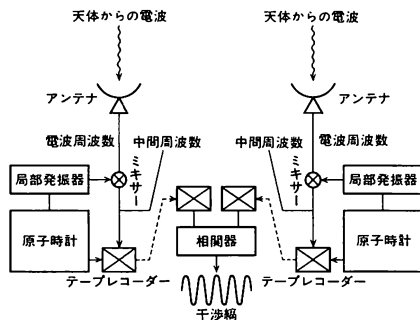 天体からの電波
天体からの電波
アンテナ
アンテナ
電波周波数
中間周波数
中間周波数
電波周波数
ミキサー
ミキサー
局部発振器
局部発振器
原子時計
相関器
原子時計
テープレコーダー
テープレコーダー
干渉縞